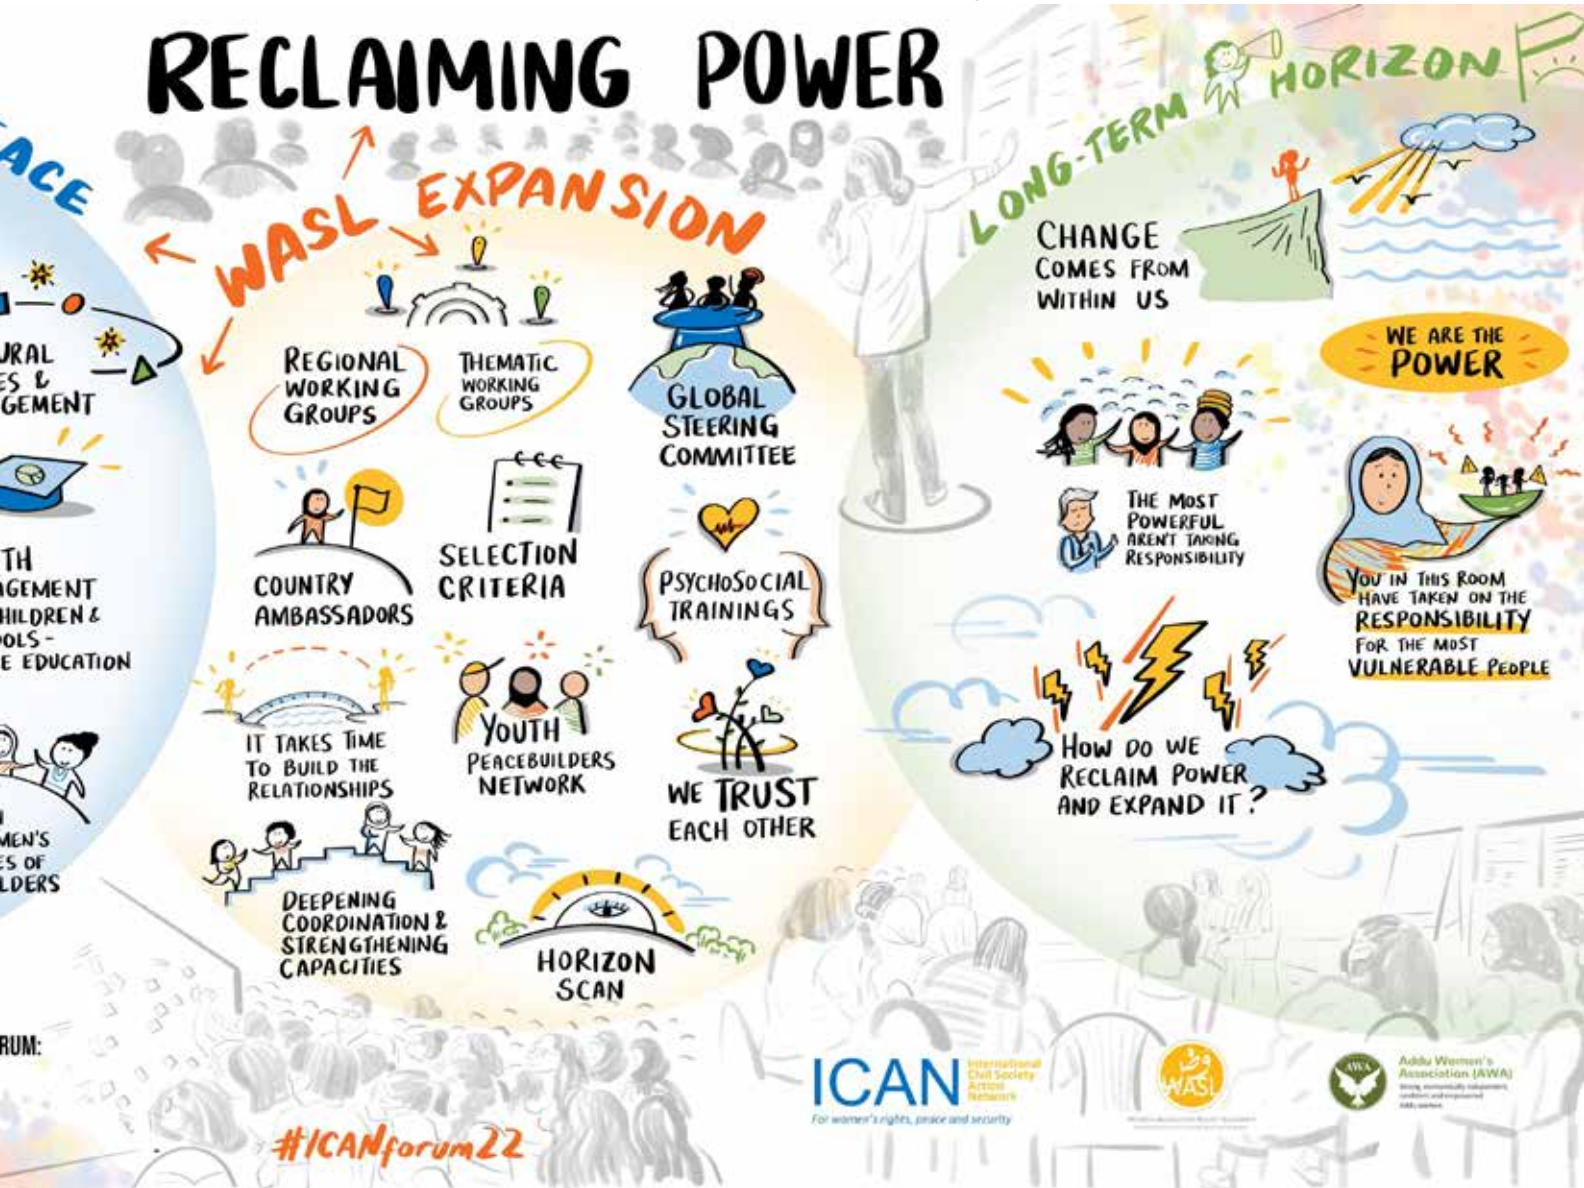 RECLAIMING POWER
ACE
URAL
ES &
GEMENT
TH
AGEMENT
HILDREN &
OLS -
E EDUCATION
MEN'S
ES OF
LDERS
RUM:
WASL EXPANSION
REGIONAL
WORKING
GROUPS
THEMATIC
WORKING
GROUPS
GLOBAL
STEERING
COMMITTEE
COUNTRY
AMBASSADORS
SELECTION
CRITERIA
PSYCHOSOCIAL
TRAININGS
IT TAKES TIME
TO BUILD THE
RELATIONSHIPS
YOUTH
PEACEBUILDERS
NETWORK
WE TRUST
EACH OTHER
DEEPENING
COORDINATION &
STRENGTHENING
CAPACITIES
HORIZON
SCAN
LONG-TERM HORIZON
CHANGE
COMES FROM
WITHIN US
WE ARE THE
POWER
THE MOST
POWERFUL
AREN'T TAKING
RESPONSIBILITY
YOU IN THIS ROOM
HAVE TAKEN ON THE
RESPONSIBILITY
FOR THE MOST
VULNERABLE PEOPLE
HOW DO WE
RECLAIM POWER
AND EXPAND IT?
#ICANforum22
ICAN
International
Civil Society
Action
Network
For women's rights, peace and security
WASL
AWA
Addu Women's
Association (AWA)